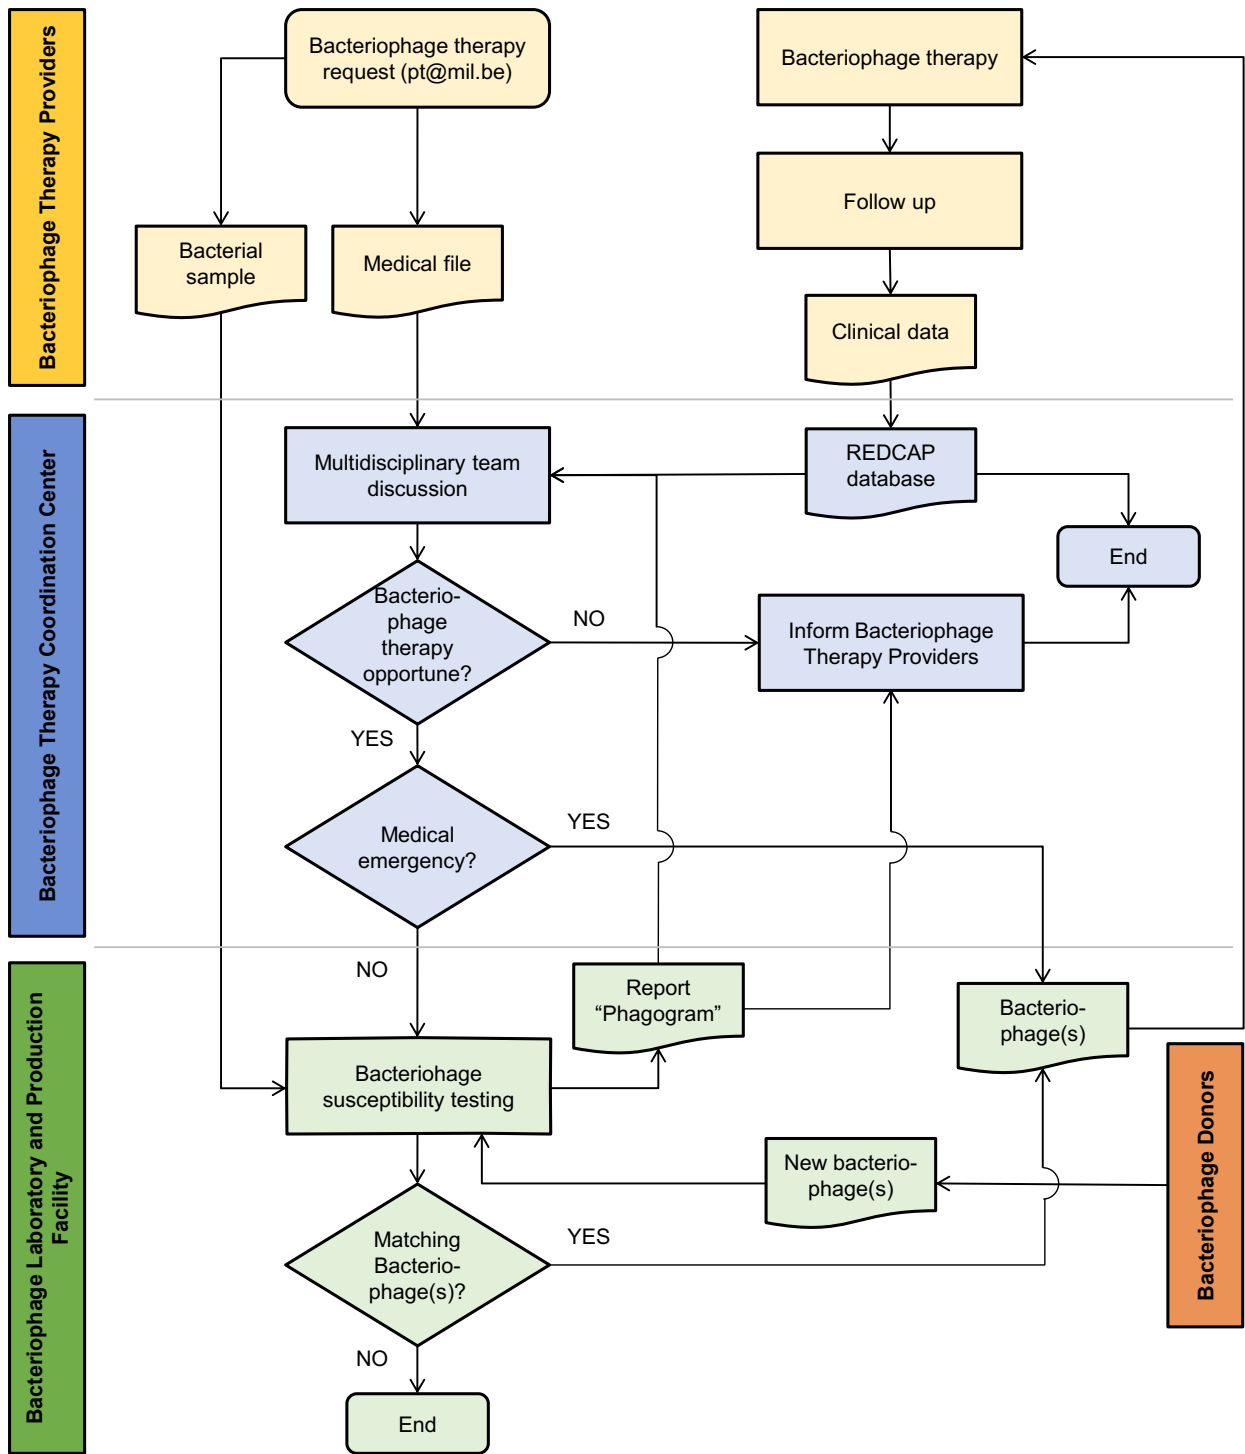 Bacteriophage Therapy Providers
Bacteriophage therapy
request (pt@mil.be)
Bacteriophage therapy
Follow up
Bacterial
sample
Medical file
Clinical data
Bacteriophage Therapy Coordination Center
Multidisciplinary team
discussion
REDCAP
database
End
Bacterio-
phage
therapy
opportune?
NO
Inform Bacteriophage
Therapy Providers
YES
Medical
emergency?
YES
NO
Bacteriophage Laboratory and Production
Facility
Report
“Phagogram”
Bacterio-
phage(s)
Bacteriohage
susceptibility testing
New bacterio-
phage(s)
Bacteriophage Donors
Matching
Bacterio-
phage(s)?
YES
NO
End